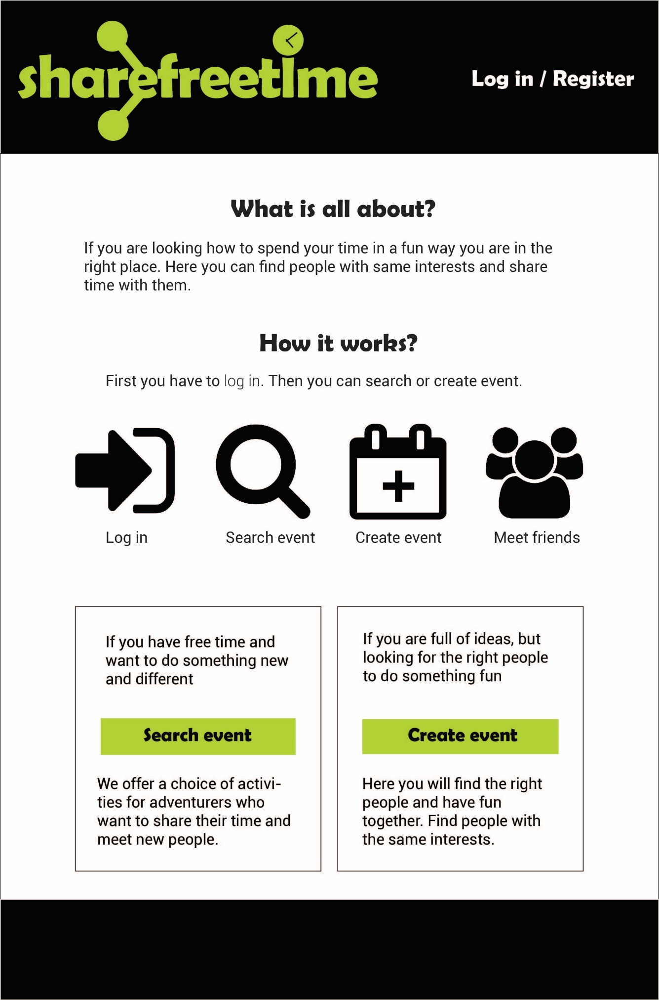 sharefreetime
Log in / Register
What is all about?
If you are looking how to spend your time in a fun way you are in the
right place. Here you can find people with same interests and share
time with them.
How it works?
First you have to log in. Then you can search or create event.
Log in
Search event
Create event
Meet friends
If you have free time and
want to do something new
and different
Search event
We offer a choice of activi-
ties for adventurers who
want to share their time and
meet new people.
If you are full of ideas, but
looking for the right people
to do something fun
Create event
Here you will find the right
people and have fun
together. Find people with
the same interests.